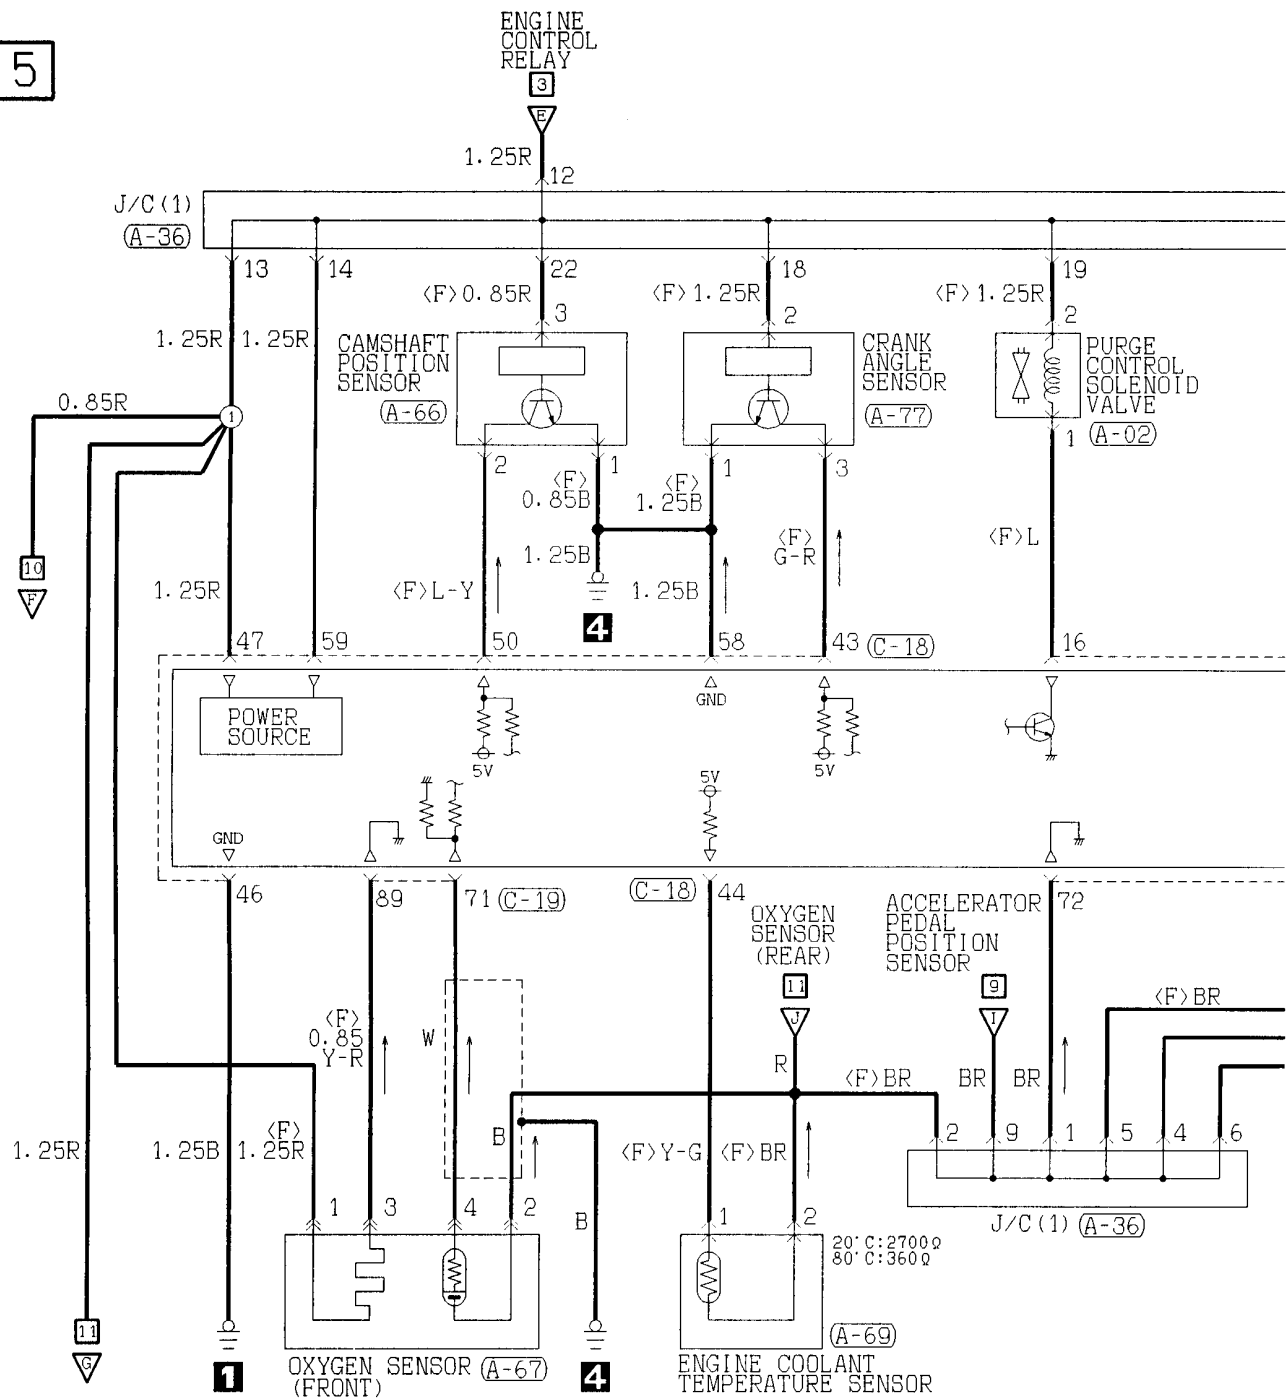 ENGINE
CONTROL
RELAY
5
3
E
1.25R
12
J/C(1)
A-36
13
14
22
18
19
<F>0.85R
<F>1.25R
<F>1.25R
3
2
2
1.25R
1.25R
CAMSHAFT
POSITION
SENSOR
A-66
CRANK
ANGLE
SENSOR
A-77
PURGE
CONTROL
SOLENOID
VALVE
A-02
0.85R
1
2
1
1
3
1
<F>
0.85B
<F>
1.25B
10
F
1.25R
<F>L-Y
1.25B
4
1.25B
<F>
G-R
<F>L
47
59
50
58
43
C-18
16
POWER
SOURCE
GND
5V
5V
5V
GND
46
89
71
C-19
C-18
44
72
OXYGEN
SENSOR
(REAR)
11
J
ACCELERATOR
PEDAL
POSITION
SENSOR
9
I
<F>BR
<F>
0.85
Y-R
W
R
<F>BR
BR
BR
1.25R
1.25B
<F>
1.25R
B
<F>Y-G
<F>BR
2
9
1
5
4
6
1
3
4
2
B
1
2
J/C(1)
A-36
20°C:2700Ω
80°C:360Ω
11
G
1
OXYGEN SENSOR
(FRONT)
A-67
4
A-69
ENGINE COOLANT
TEMPERATURE SENSOR